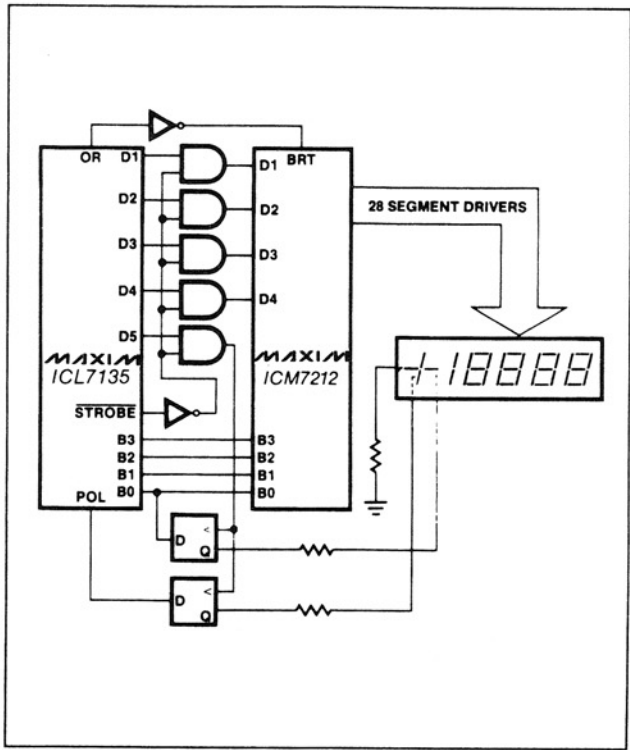 OR
D1
D2
D3
D4
D5
MAXIM
ICL7135
STROBE
B3
B2
B1
B0
POL
D1
BRT
D2
D3
D4
MAXIM
ICM7212
B3
B2
B1
B0
28 SEGMENT DRIVERS
+18888
D
<
Q
D
<
Q